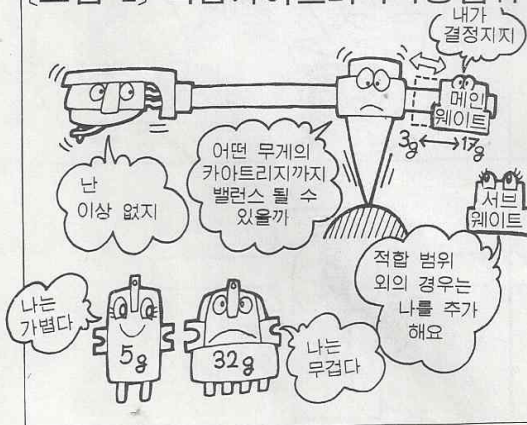 내가
결정지지
메인
웨이트
3g ↔ 17g
어떤 무게의
카아트리지까지
밸런스 될 수
있을까
난
이상 없지
서브
웨이트
적합 범위
외의 경우는
나를 추가
해요
나는
가볍다
5g
32g
나는
무겁다